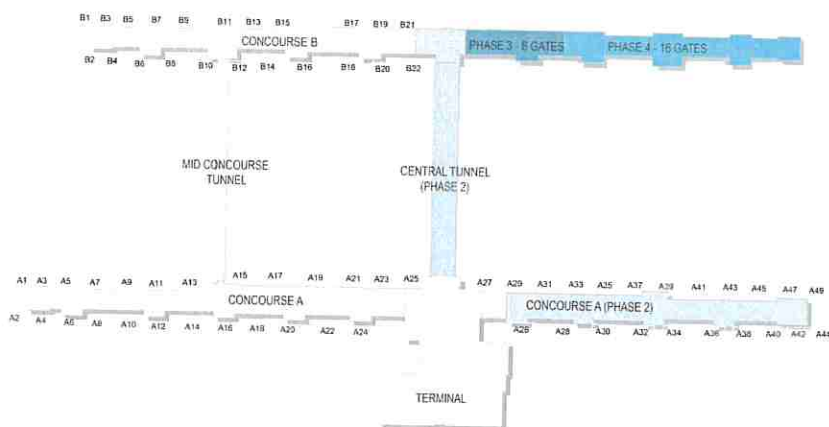 B1 B3 B5 B7 B9 B11 B13 B15 B17 B19 B21
CONCOURSE B
PHASE 3 - 8 GATES
PHASE 4 - 16 GATES
B2 B4 B6 B8 B10 B12 B14 B16 B18 B20 B22
MID CONCOURSE
TUNNEL
CENTRAL TUNNEL
(PHASE 2)
A1 A3 A5 A7 A9 A11 A13 A15 A17 A19 A21 A23 A25 A27 A29 A31 A33 A35 A37 A39 A41 A43 A45 A47 A49
CONCOURSE A
CONCOURSE A (PHASE 2)
A2 A4 A6 A8 A10 A12 A14 A16 A18 A20 A22 A24 A26 A28 A30 A32 A34 A36 A38 A40 A42 A44
TERMINAL